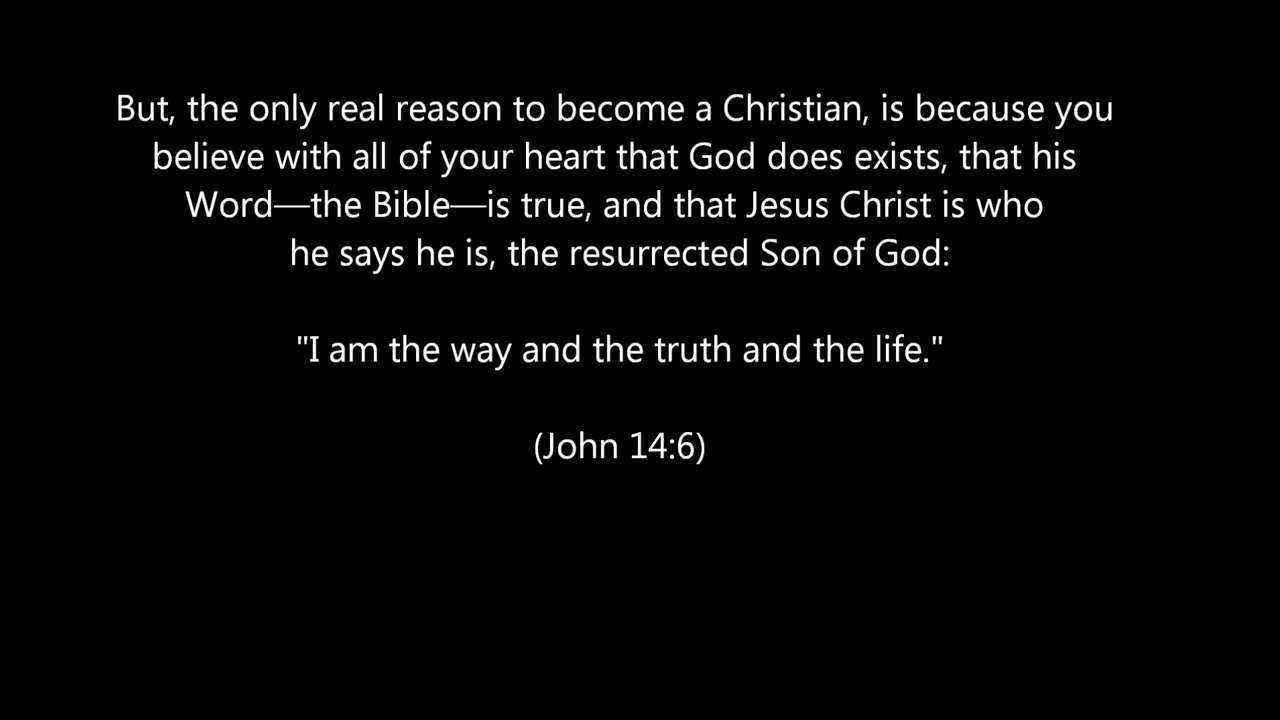 But, the only real reason to become a Christian, is because you
believe with all of your heart that God does exists, that his
Word—the Bible—is true, and that Jesus Christ is who
he says he is, the resurrected Son of God:
"I am the way and the truth and the life."
(John 14:6)